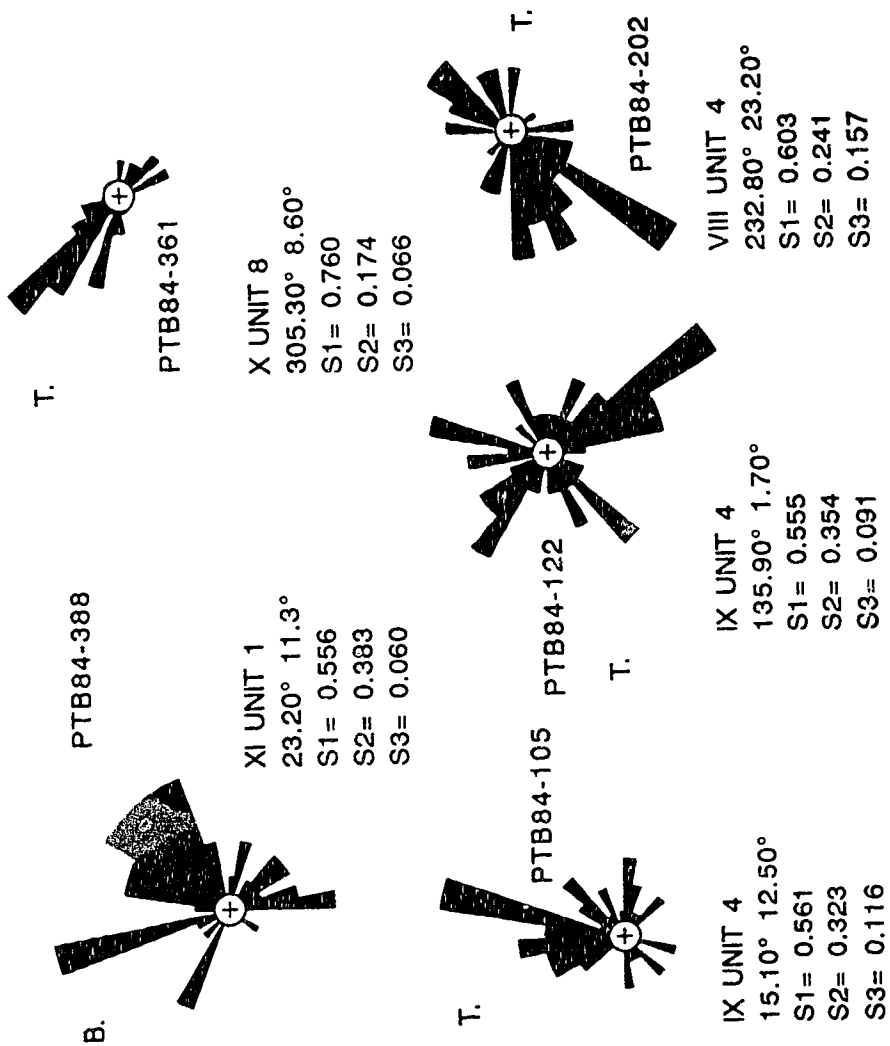 B.
PTB84-388
XI UNIT 1
23.20° 11.3°
S1= 0.556
S2= 0.383
S3= 0.060
T.
PTB84-361
X UNIT 8
305.30° 8.60°
S1= 0.760
S2= 0.174
S3= 0.066
T.
PTB84-105
IX UNIT 4
15.10° 12.50°
S1= 0.561
S2= 0.323
S3= 0.116
T.
PTB84-122
IX UNIT 4
135.90° 1.70°
S1= 0.555
S2= 0.354
S3= 0.091
T.
PTB84-202
VIII UNIT 4
232.80° 23.20°
S1= 0.603
S2= 0.241
S3= 0.157